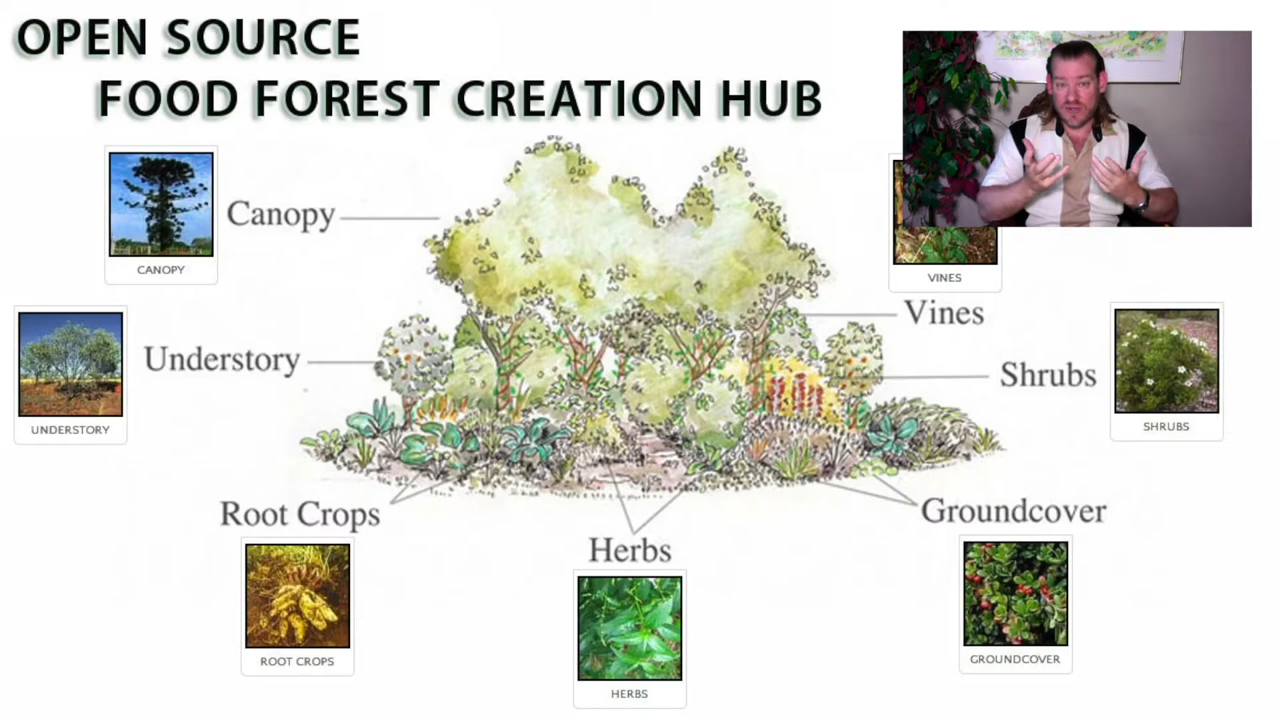 OPEN SOURCE
FOOD FOREST CREATION HUB
CANOPY
Canopy
VINES
Vines
UNDERSTORY
Understory
Shrubs
SHRUBS
Root Crops
Groundcover
Herbs
ROOT CROPS
GROUNDCOVER
HERBS